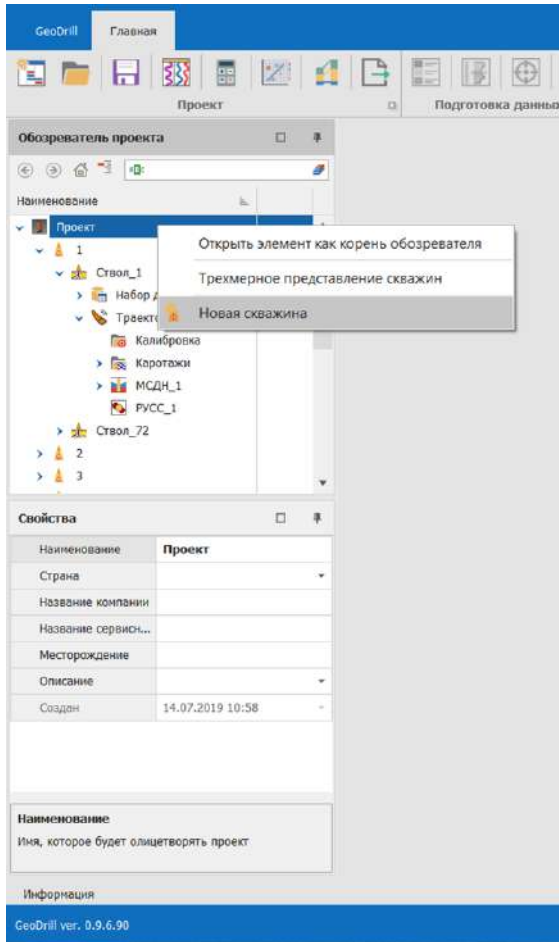 GeoDrill Главная
Проект Подготовка данны
Обозреватель проекта
Наименование
Проект
Открыть элемент как корень обозревателя
1
Трехмерное представление скважин
Ствол_1
Набор д
Новая скважина
Траект
Калибровка
Каротажи
МСДН_1
РУСС_1
Ствол_72
2
3
Свойства
Наименование Проект
Страна
Название компании
Название сервисн...
Месторождение
Описание
Создан 14.07.2019 10:58
Наименование
Имя, которое будет олицетворять проект
Информация
GeoDrill ver. 0.9.6.90